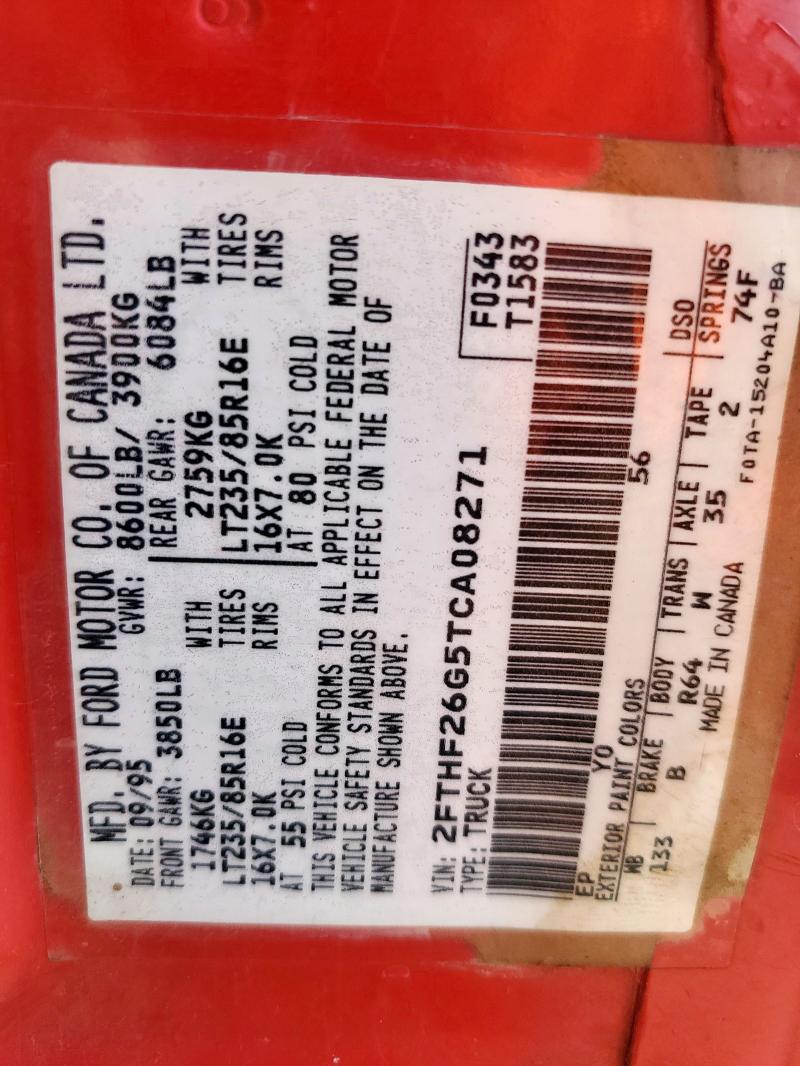 MFD. BY FORD MOTOR CO. OF CANADA LTD.
DATE: 09/95 GVWR: 8600LB/ 3900KG
FRONT GAWR: 3850LB REAR GAWR: 6084LB
1746KG WITH 2759KG WITH
LT235/85R16E TIRES LT235/85R16E TIRES
16X7.0K RIMS 16X7.0K RIMS
AT 55 PSI COLD AT 80 PSI COLD
THIS VEHICLE CONFORMS TO ALL APPLICABLE FEDERAL MOTOR
VEHICLE SAFETY STANDARDS IN EFFECT ON THE DATE OF
MANUFACTURE SHOWN ABOVE.
VIN: 2FTHF26G5TCA08271 F0343
TYPE: TRUCK T1583
EP YO 56
EXTERIOR PAINT COLORS DSO
WB BRAKE BODY TRANS AXLE TAPE SPRINGS
133 B R64 W 35 2 74F
MADE IN CANADA F0TA-15204A10-BA